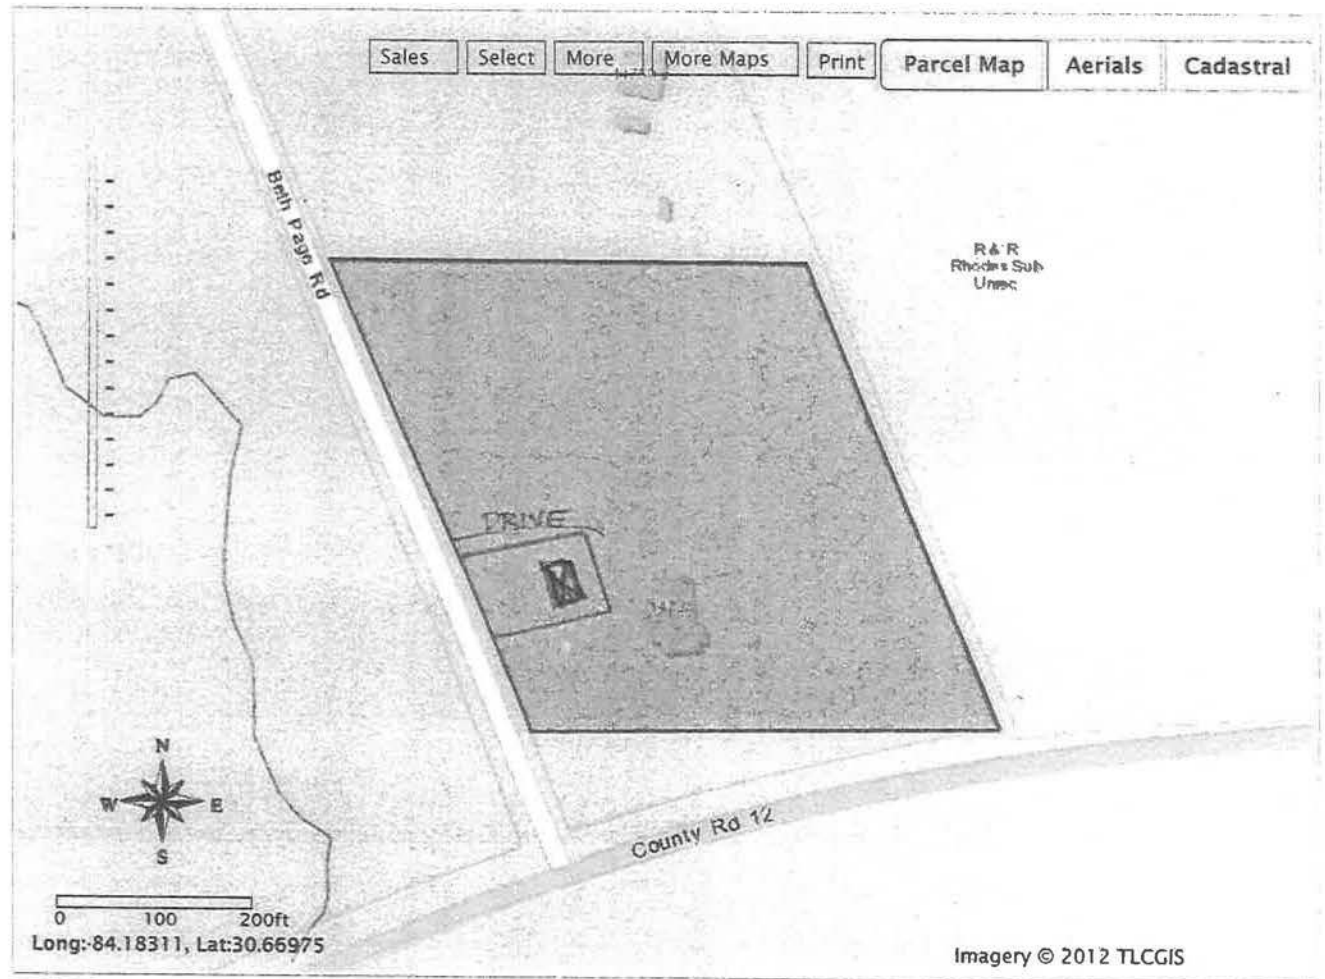 Sales
Select
More
More Maps
Print
Parcel Map
Aerials
Cadastral
Beth Page Rd
R & R
Rhodes Sub
Unrec
DRIVE
County Rd 12
N
W
E
S
0
100
200ft
Long:-84.18311, Lat:30.66975
Imagery © 2012 TLCGIS